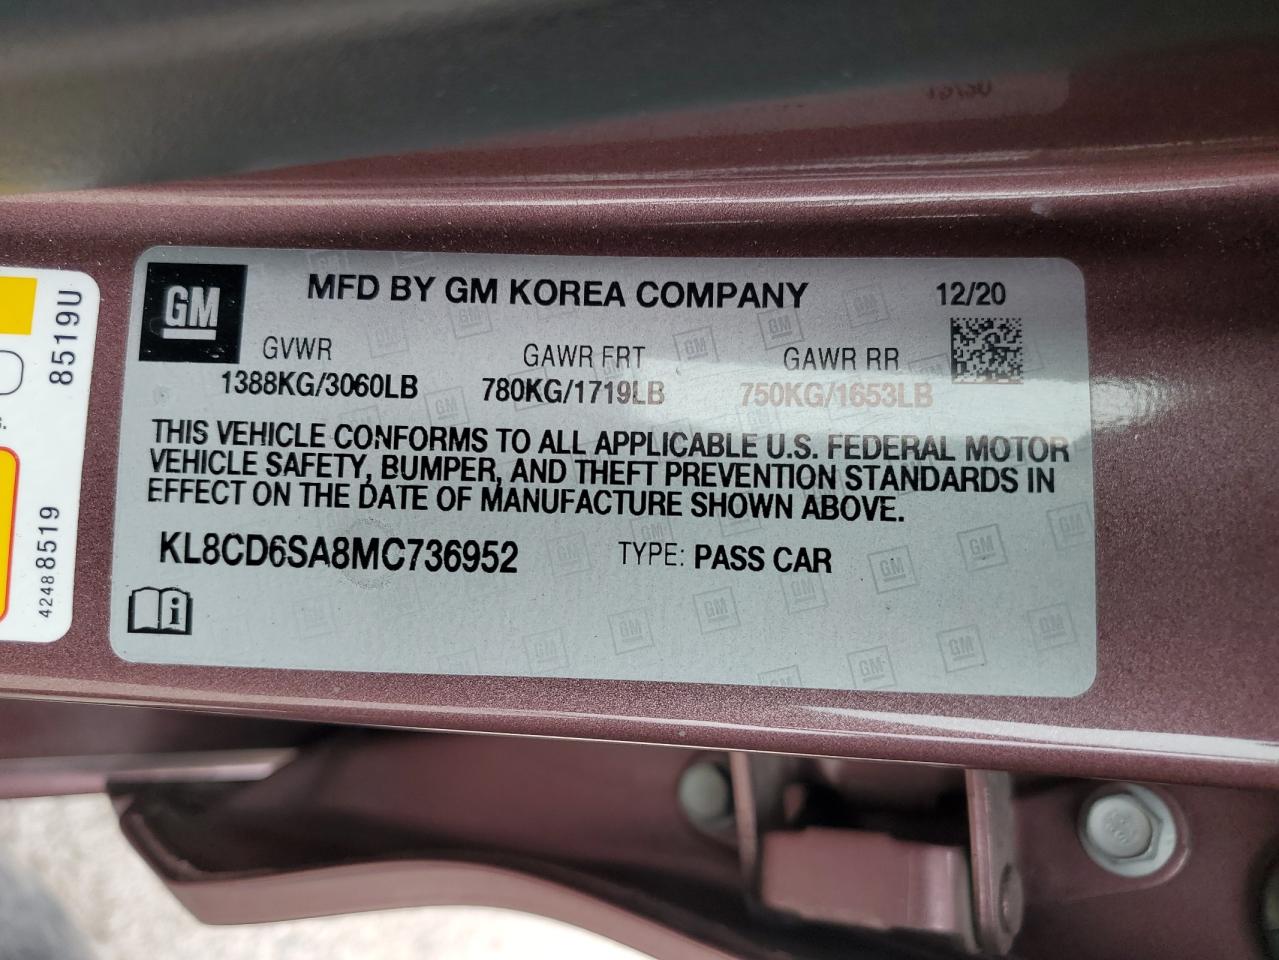 GM
MFD BY GM KOREA COMPANY
12/20
GVWR
GAWR FRT
GAWR RR
1388KG/3060LB
780KG/1719LB
750KG/1653LB
THIS VEHICLE CONFORMS TO ALL APPLICABLE U.S. FEDERAL MOTOR
VEHICLE SAFETY, BUMPER, AND THEFT PREVENTION STANDARDS IN
EFFECT ON THE DATE OF MANUFACTURE SHOWN ABOVE.
KL8CD6SA8MC736952
TYPE: PASS CAR
8519U
42488519